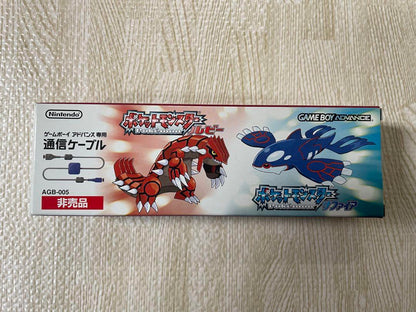 Nintendo
ゲームボーイ アドバンス専用
通信ケーブル
AGB-005
非売品
ポケットモンスター
ルビー
GAME BOY ADVANCE
ポケットモンスター
サファイア